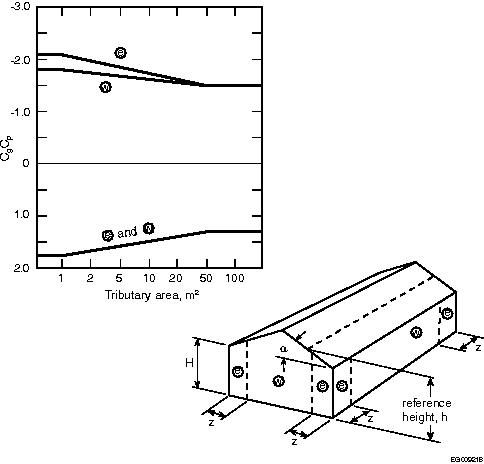 -3.0
-2.0
e
w
-1.0
CgCp
0
1.0
e and w
2.0
1 2 5 10 20 50 100
Tributary area, m²
H
α
e
w
e
e
w
e
z
z
z
z
reference
height, h
EG00921B